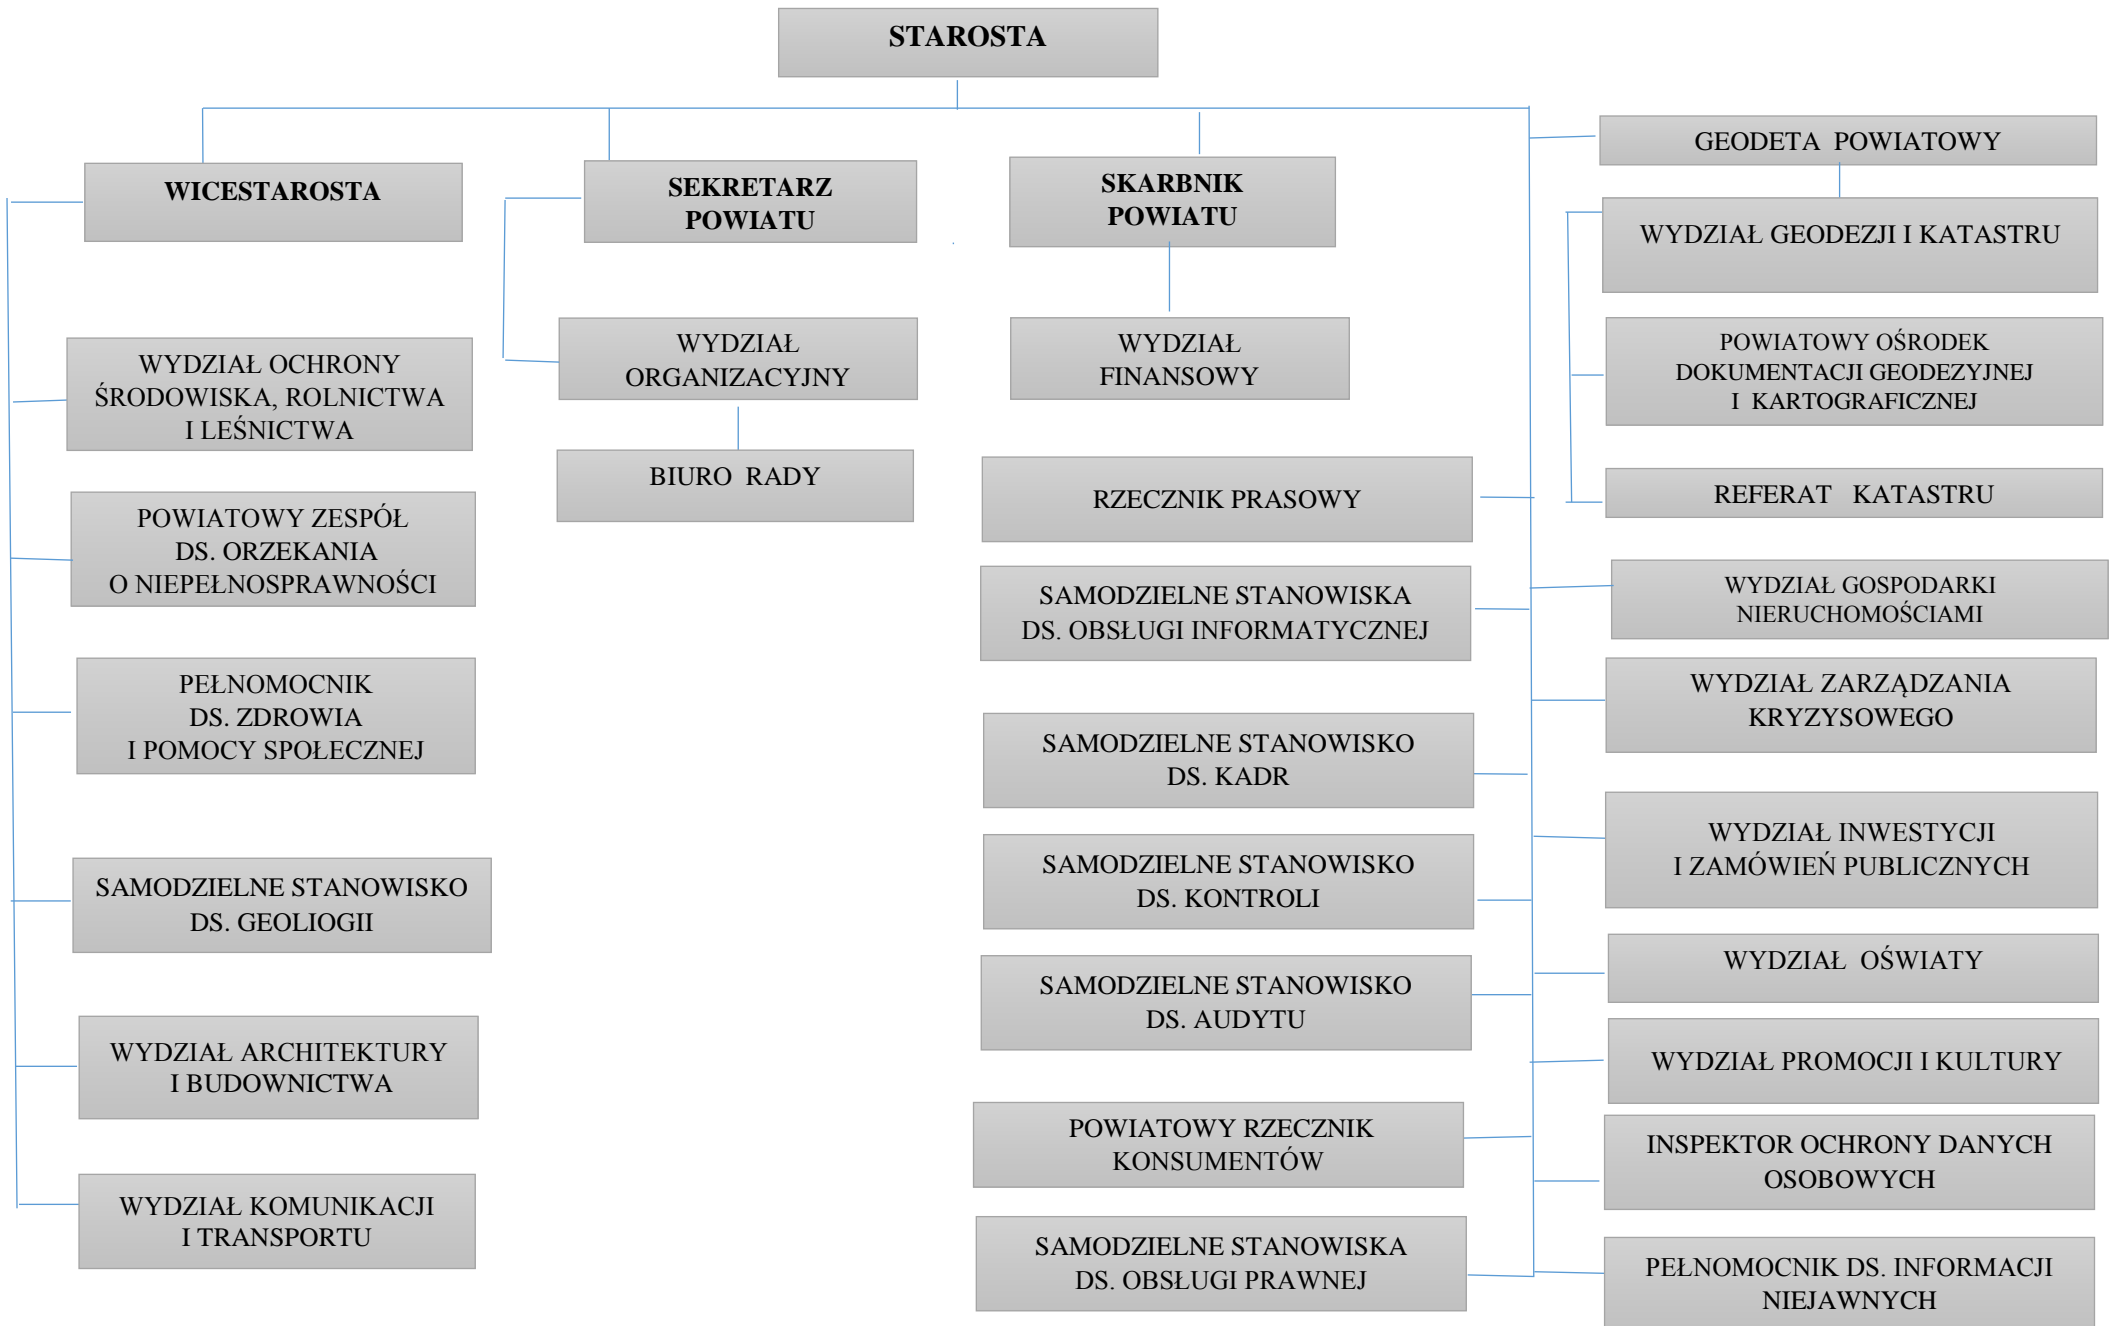 STAROSTA
WICESTAROSTA
WYDZIAŁ OCHRONY
ŚRODOWISKA, ROLNICTWA
I LEŚNICTWA
POWIATOWY ZESPÓŁ
DS. ORZEKANIA
O NIEPEŁNOSPRAWNOŚCI
PEŁNOMOCNIK
DS. ZDROWIA
I POMOCY SPOŁECZNEJ
SAMODZIELNE STANOWISKO
DS. GEOLIOGII
WYDZIAŁ ARCHITEKTURY
I BUDOWNICTWA
WYDZIAŁ KOMUNIKACJI
I TRANSPORTU
SEKRETARZ
POWIATU
WYDZIAŁ
ORGANIZACYJNY
BIURO RADY
SKARBNIK
POWIATU
WYDZIAŁ
FINANSOWY
RZECZNIK PRASOWY
SAMODZIELNE STANOWISKA
DS. OBSŁUGI INFORMATYCZNEJ
SAMODZIELNE STANOWISKO
DS. KADR
SAMODZIELNE STANOWISKO
DS. KONTROLI
SAMODZIELNE STANOWISKO
DS. AUDYTU
POWIATOWY RZECZNIK
KONSUMENTÓW
SAMODZIELNE STANOWISKA
DS. OBSŁUGI PRAWNEJ
GEODETA POWIATOWY
WYDZIAŁ GEODEZJI I KATASTRU
POWIATOWY OŚRODEK
DOKUMENTACJI GEODEZYJNEJ
I KARTOGRAFICZNEJ
REFERAT KATASTRU
WYDZIAŁ GOSPODARKI
NIERUCHOMOŚCIAMI
WYDZIAŁ ZARZĄDZANIA
KRYZYSOWEGO
WYDZIAŁ INWESTYCJI
I ZAMÓWIEŃ PUBLICZNYCH
WYDZIAŁ OŚWIATY
WYDZIAŁ PROMOCJI I KULTURY
INSPEKTOR OCHRONY DANYCH
OSOBOWYCH
PEŁNOMOCNIK DS. INFORMACJI
NIEJAWNYCH